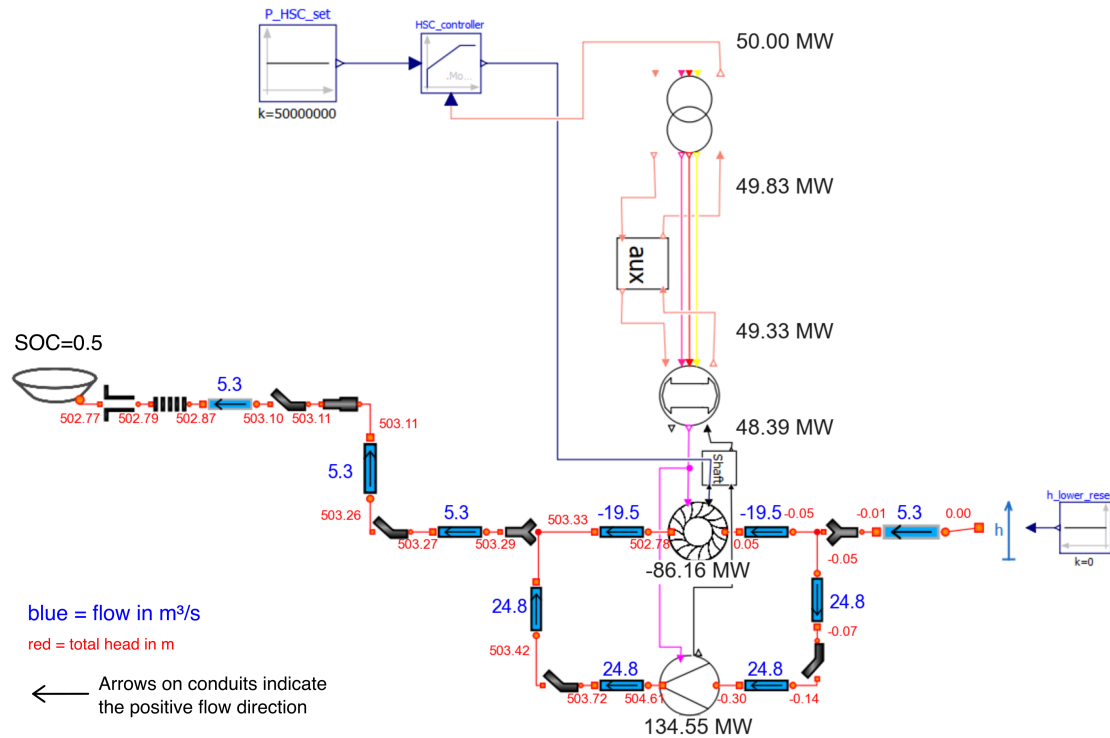 P_HSC_set
HSC_controller
.Mo...
k=50000000
50.00 MW
49.83 MW
aux
49.33 MW
SOC=0.5
5.3
502.77
502.79
502.87
503.10
503.11
503.11
48.39 MW
Shaft
5.3
503.26
5.3
503.27
503.29
503.33
-19.5
502.78
0.05
-19.5
-0.05
-0.01
5.3
0.00
h
h_lower_rese
k=0
-86.16 MW
-0.05
24.8
503.42
24.8
-0.07
24.8
503.72
504.61
-0.30
24.8
-0.14
134.55 MW
blue = flow in m³/s
red = total head in m
Arrows on conduits indicate
the positive flow direction